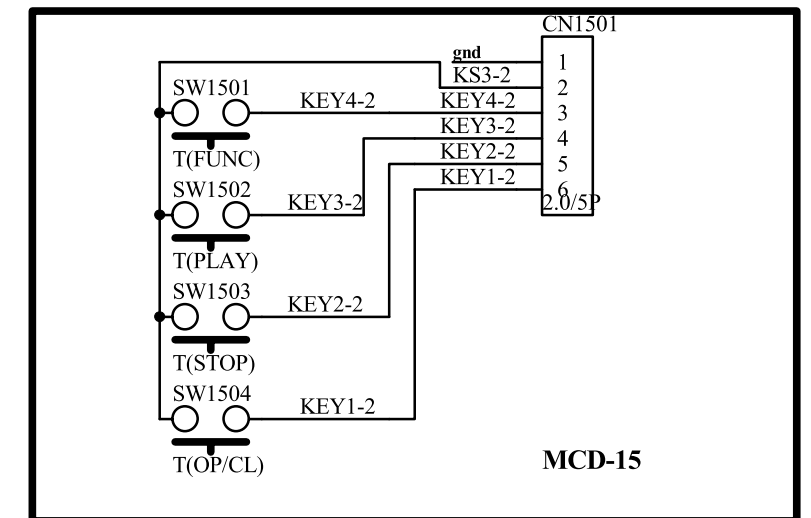 CN1501
gnd 1
KS3-2 2
SW1501
KEY4-2 KEY4-2 3
KEY3-2 4
T(FUNC)
KEY2-2 5
SW1502
KEY1-2 6
KEY3-2
2.0/5P
T(PLAY)
SW1503
KEY2-2
T(STOP)
SW1504
KEY1-2
T(OP/CL)
MCD-15